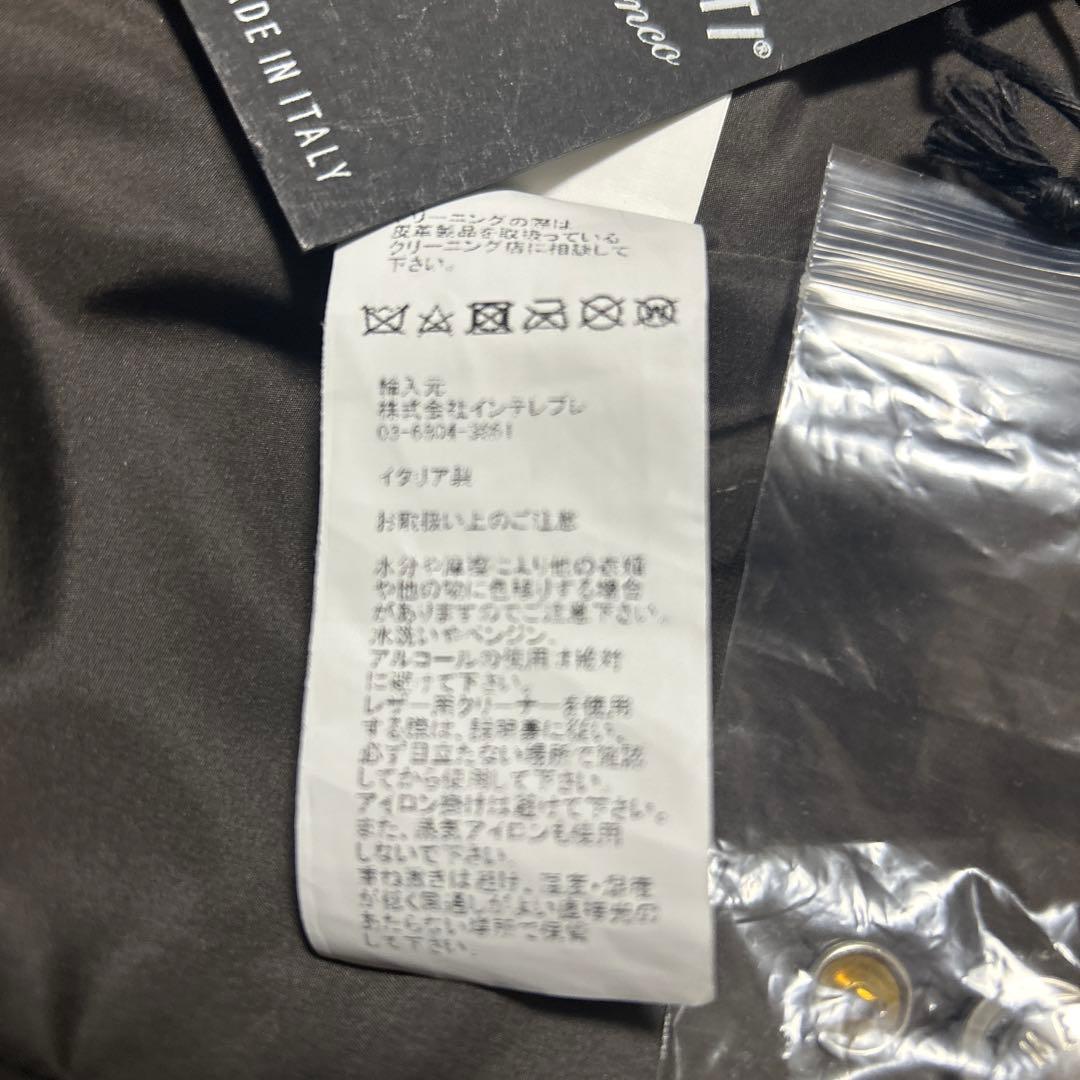 TI®
nco
MADE IN ITALY
クリーニングの際は
皮革製品を取扱っている
クリーニング店に相談して
下さい。
輸入元
株式会社インテレプレ
イタリア製
お取扱い上のご注意
水分や摩擦により他の衣類
や他の物に色移りする場合
がありますのでご注意下さい。
水洗いやベンジン、
アルコールの使用は絶対
に避けて下さい。
レザー用クリーナーを使用
する際は、説明書に従い、
必ず目立たない場所で確認
してから使用して下さい。
アイロン掛けは避けて下さい。
また、蒸気アイロンも使用
しないで下さい。
重ね置きは避け、温度・湿度
が低く風通しがよい直射光の
あたらない場所で保管
して下さい。
NE